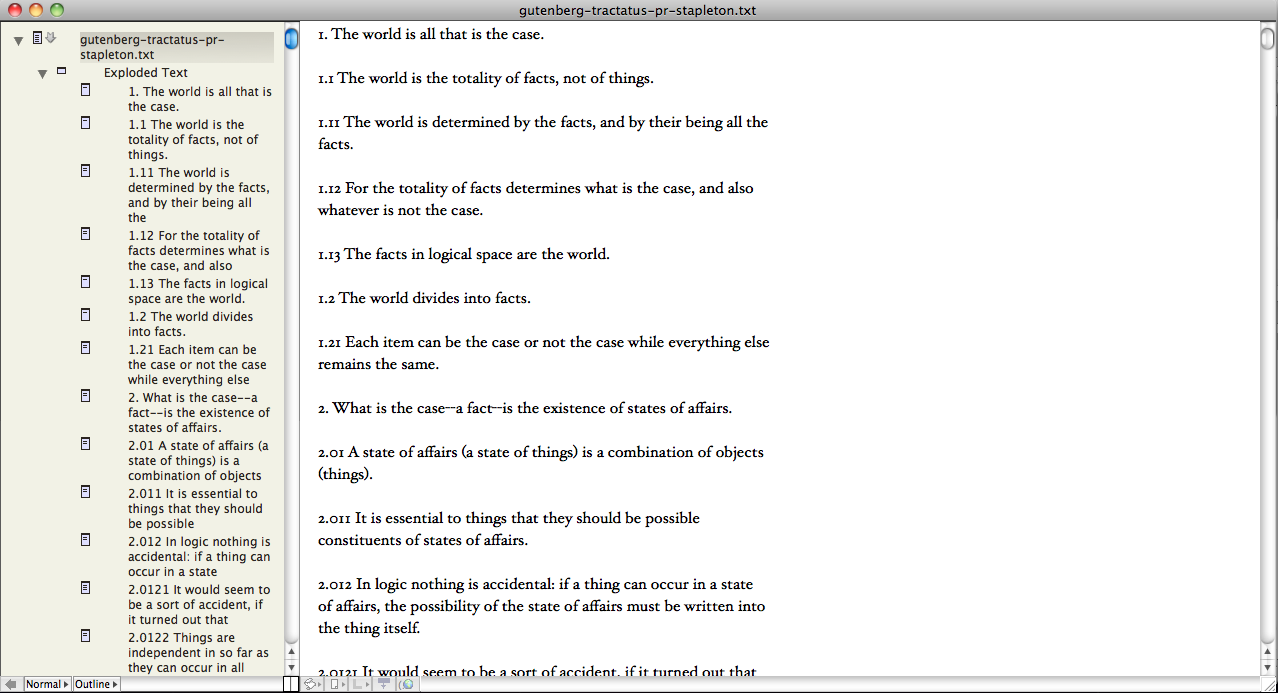 gutenberg-tractatus-pr-stapleton.txt
gutenberg-tractatus-pr-
stapleton.txt
Exploded Text
1. The world is all that is
the case.
1.1 The world is the
totality of facts, not of
things.
1.11 The world is
determined by the facts,
and by their being all
the
1.12 For the totality of
facts determines what is
the case, and also
1.13 The facts in logical
space are the world.
1.2 The world divides
into facts.
1.21 Each item can be
the case or not the case
while everything else
2. What is the case--a
fact--is the existence of
states of affairs.
2.01 A state of affairs (a
state of things) is a
combination of objects
2.011 It is essential to
things that they should
be possible
2.012 In logic nothing is
accidental: if a thing can
occur in a state
2.0121 It would seem to
be a sort of accident, if
it turned out that
2.0122 Things are
independent in so far as
they can occur in all
Normal
Outline
1. The world is all that is the case.
1.1 The world is the totality of facts, not of things.
1.11 The world is determined by the facts, and by their being all the
facts.
1.12 For the totality of facts determines what is the case, and also
whatever is not the case.
1.13 The facts in logical space are the world.
1.2 The world divides into facts.
1.21 Each item can be the case or not the case while everything else
remains the same.
2. What is the case--a fact--is the existence of states of affairs.
2.01 A state of affairs (a state of things) is a combination of objects
(things).
2.011 It is essential to things that they should be possible
constituents of states of affairs.
2.012 In logic nothing is accidental: if a thing can occur in a state
of affairs, the possibility of the state of affairs must be written into
the thing itself.
2.0121 It would seem to be a sort of accident, if it turned out that